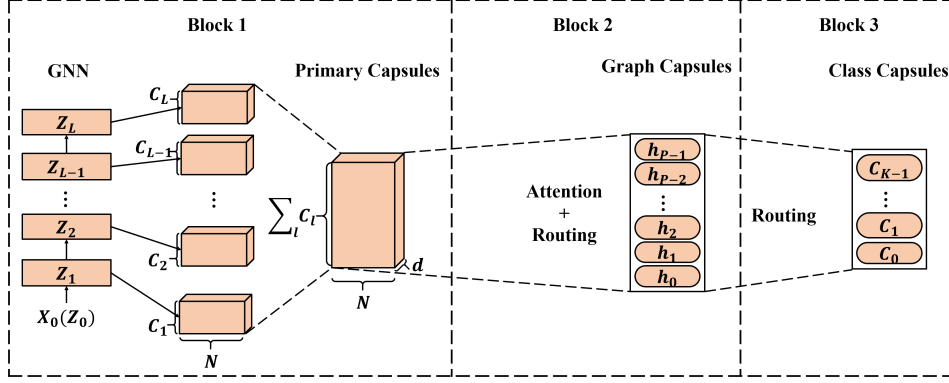 Block 1
Block 2
Block 3
GNN
Primary Capsules
Graph Capsules
Class Capsules
Z_L
Z_{L-1}
⋮
Z_2
Z_1
X_0(Z_0)
C_L
C_{L-1}
⋮
C_2
C_1
N
∑_l C_l
d
N
Attention
+
Routing
h_{P-1}
h_{P-2}
⋮
h_2
h_1
h_0
Routing
C_{K-1}
⋮
C_1
C_0